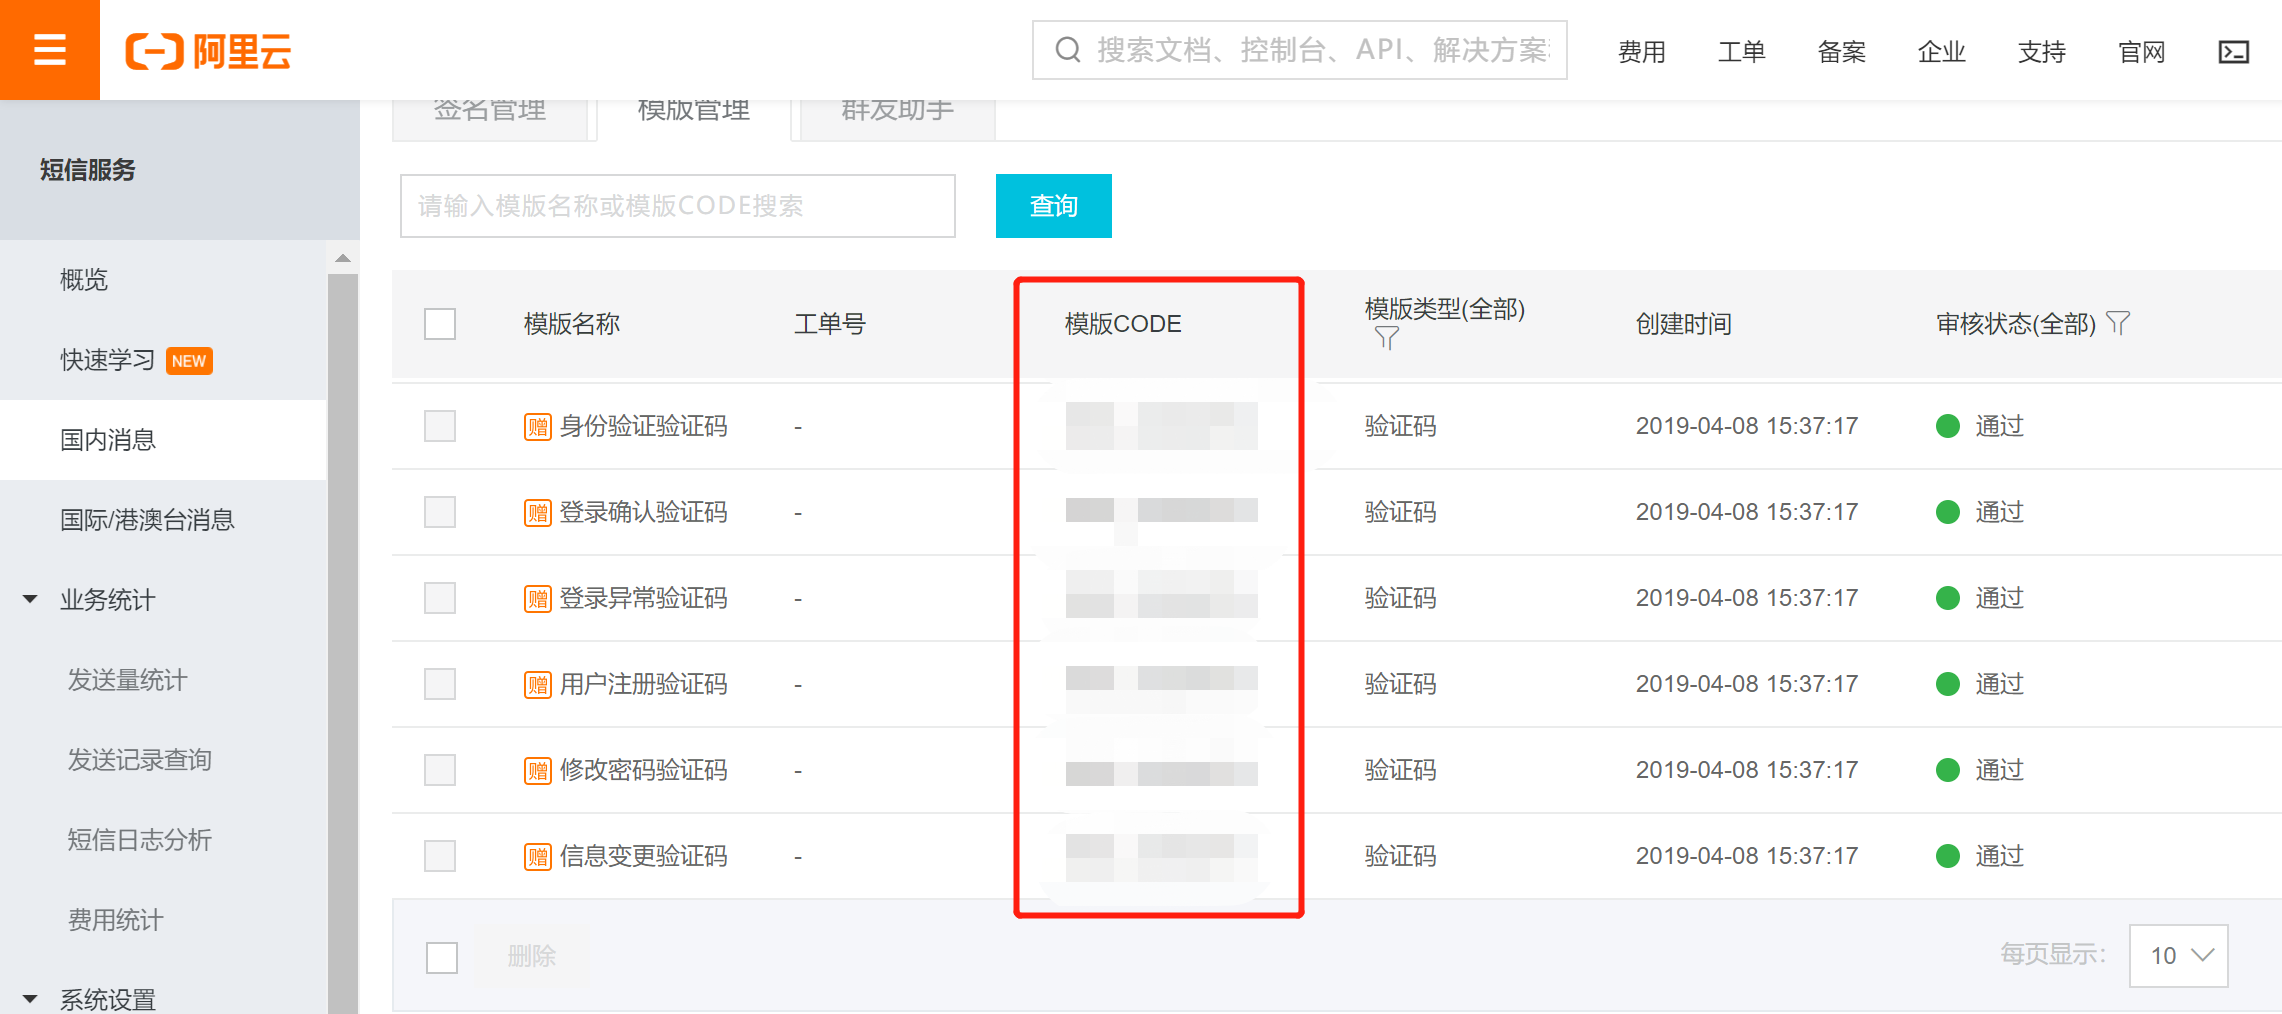 阿里云
搜索文档、控制台、API、解决方案
费用 工单 备案 企业 支持 官网
签名管理 模版管理 群发助手
短信服务
请输入模版名称或模版CODE搜索 查询
概览
快速学习 NEW
国内消息
国际/港澳台消息
业务统计
发送量统计
发送记录查询
短信日志分析
费用统计
系统设置
模版名称 工单号 模版CODE 模版类型(全部) 创建时间 审核状态(全部)
赠 身份验证验证码 - 验证码 2019-04-08 15:37:17 通过
赠 登录确认验证码 - 验证码 2019-04-08 15:37:17 通过
赠 登录异常验证码 - 验证码 2019-04-08 15:37:17 通过
赠 用户注册验证码 - 验证码 2019-04-08 15:37:17 通过
赠 修改密码验证码 - 验证码 2019-04-08 15:37:17 通过
赠 信息变更验证码 - 验证码 2019-04-08 15:37:17 通过
删除 每页显示: 10